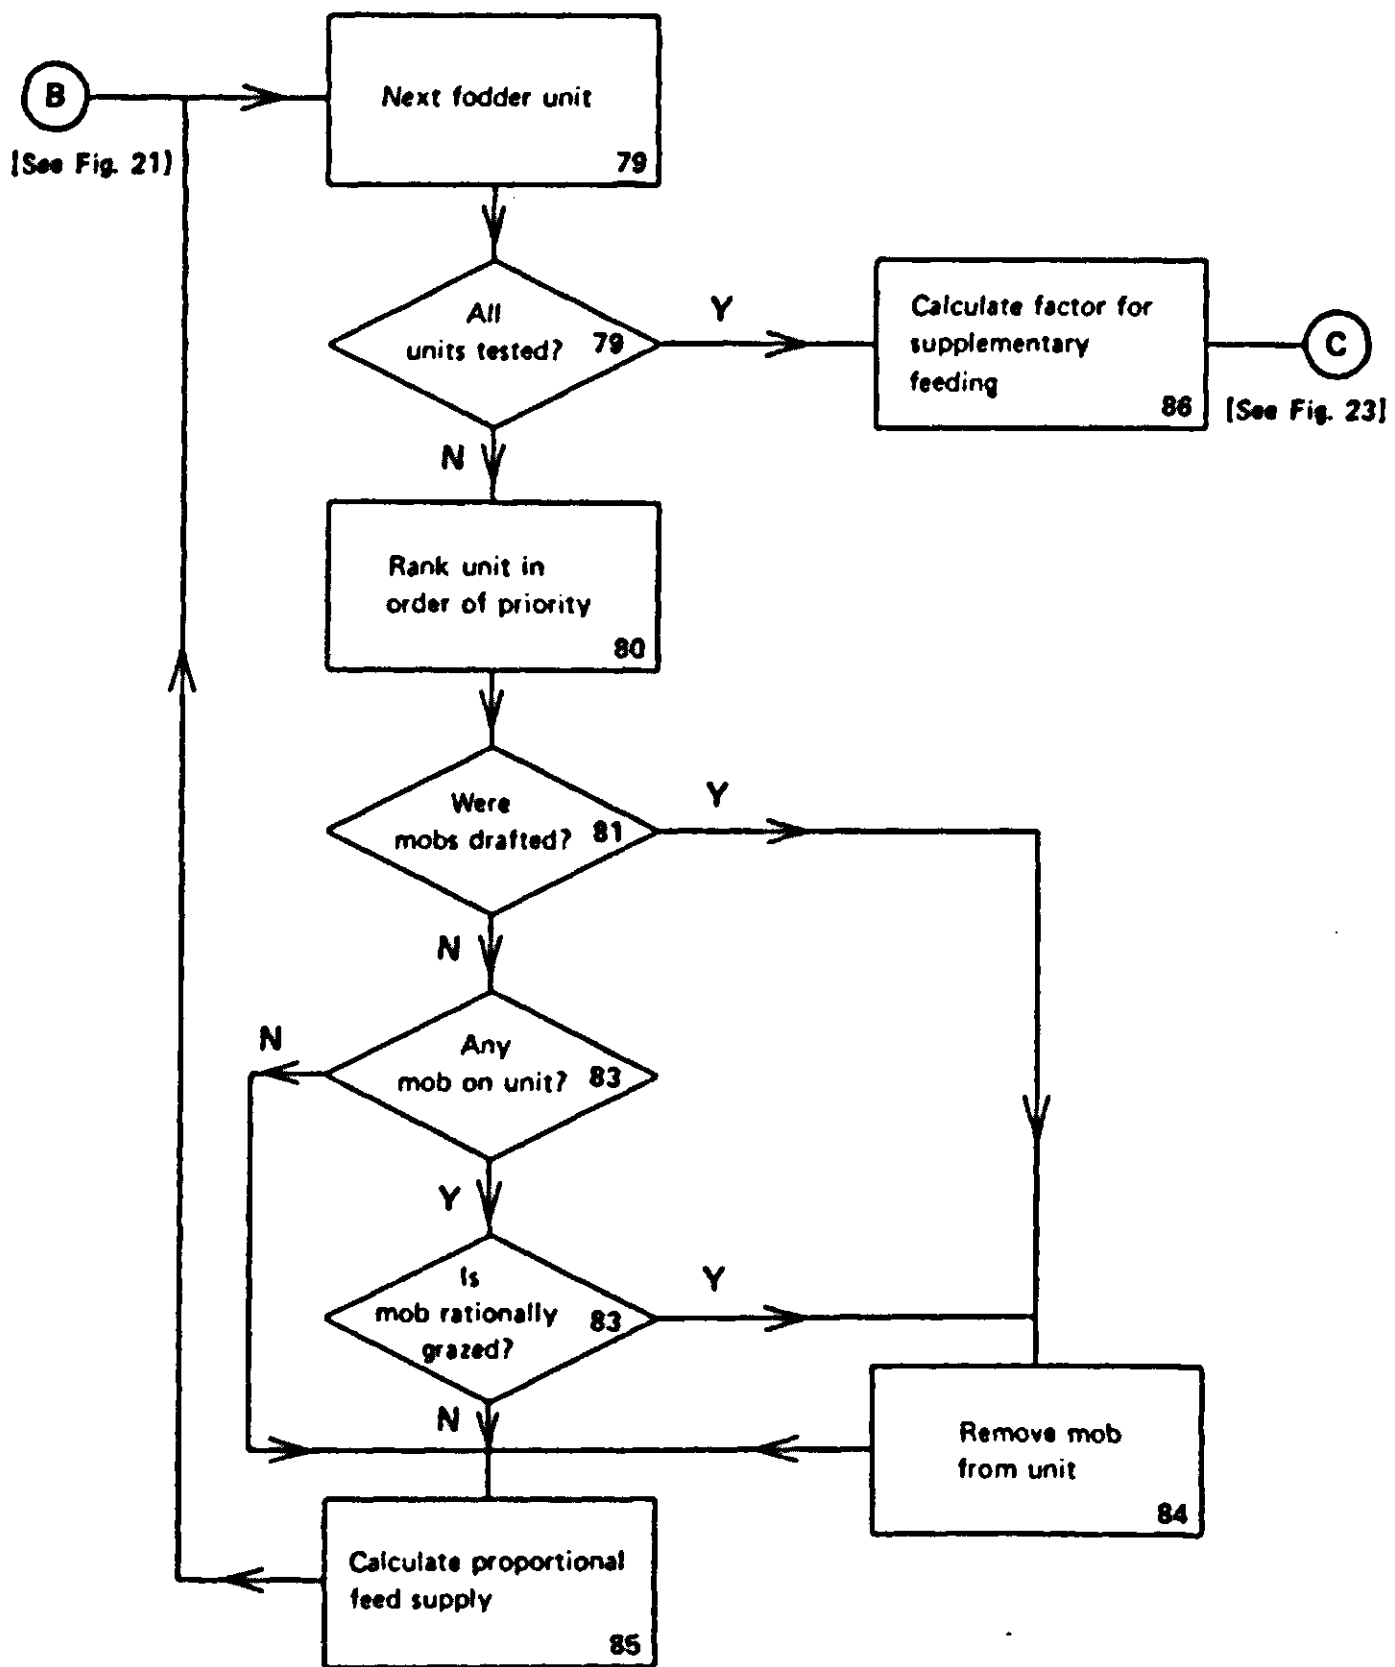 B
[See Fig. 21]
Next fodder unit
79
All
units tested? 79
Y
Calculate factor for
supplementary
feeding
86
C
[See Fig. 23]
N
Rank unit in
order of priority
80
Were
mobs drafted? 81
Y
N
Any
mob on unit? 83
N
Y
Is
mob rationally
grazed?
83
Y
N
Remove mob
from unit
84
Calculate proportional
feed supply
85